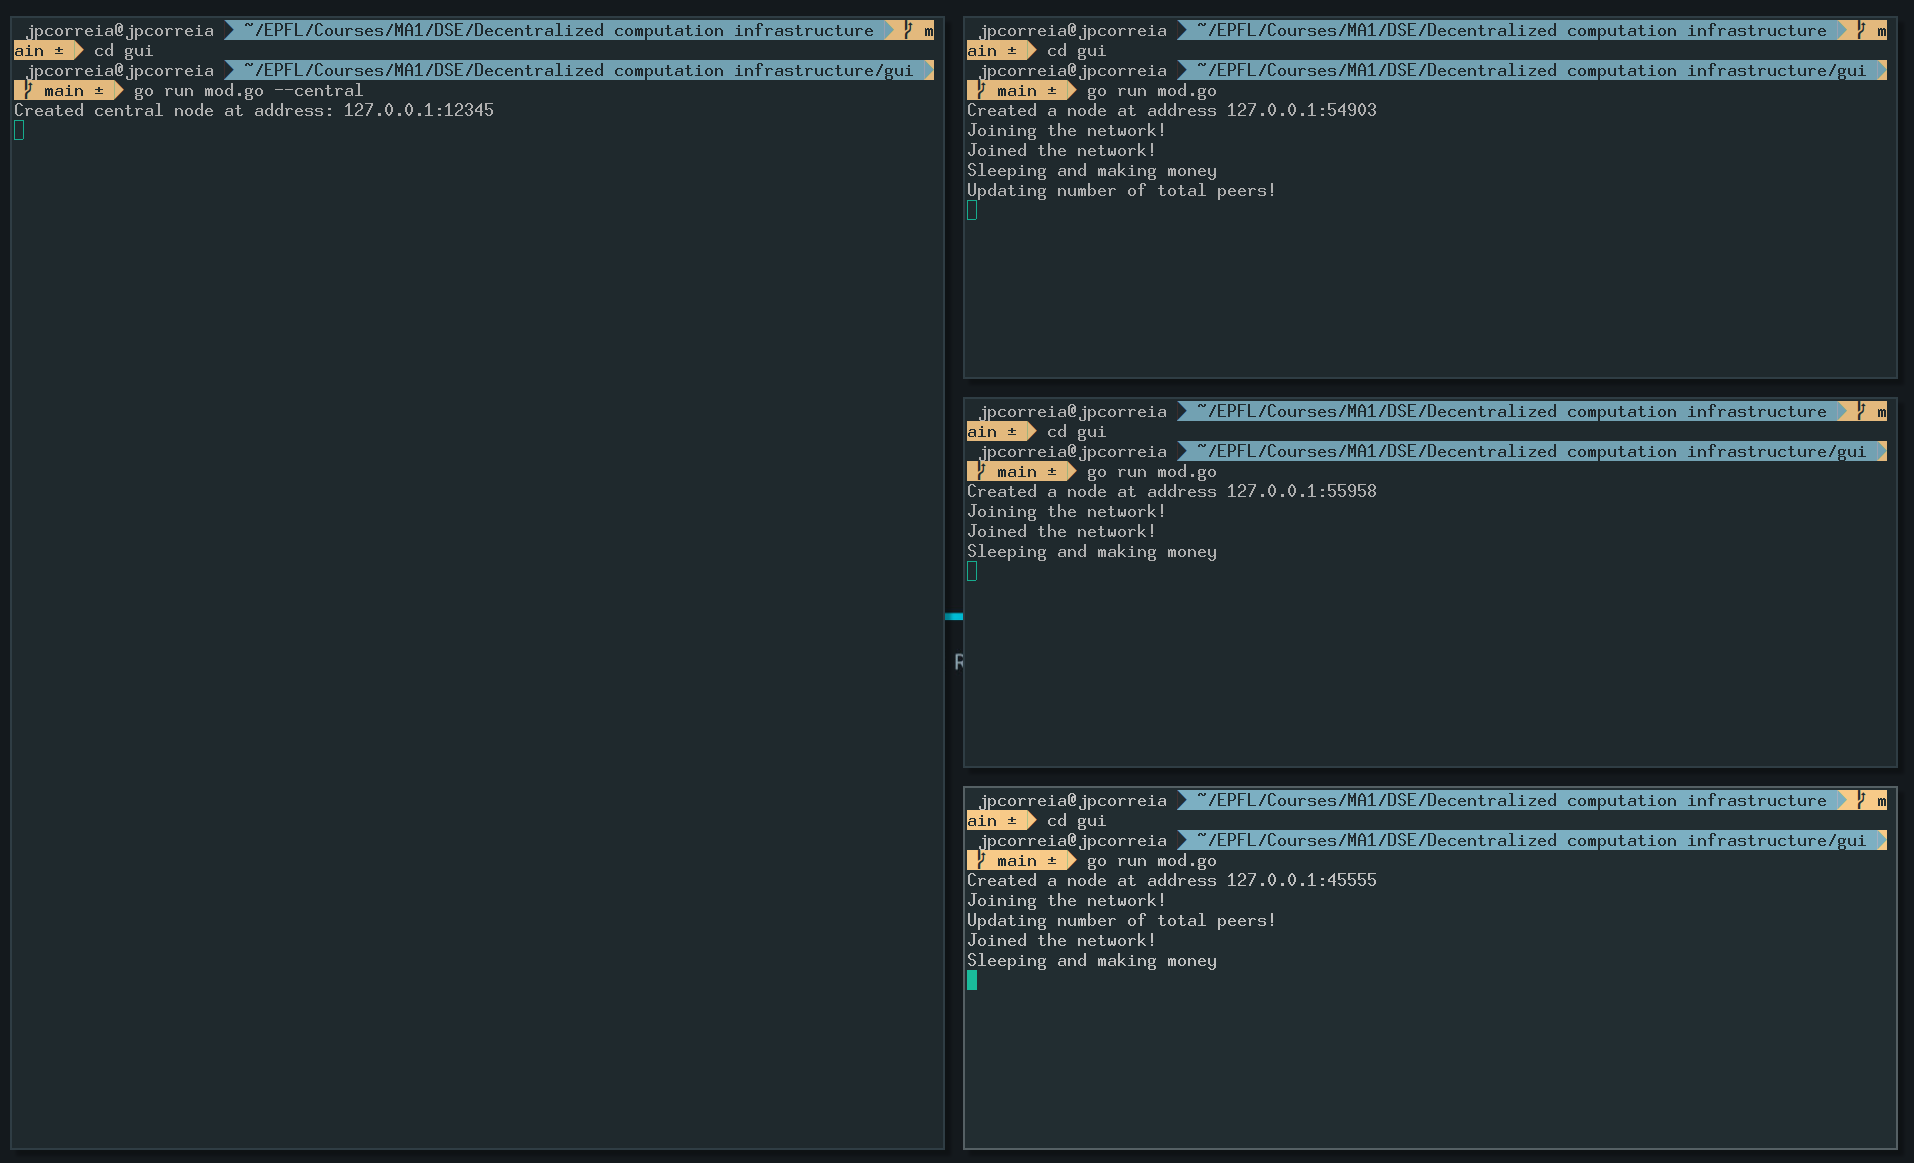 jpcorreia@jpcorreia ~/EPFL/Courses/MA1/DSE/Decentralized computation infrastructure m
ain ± cd gui
jpcorreia@jpcorreia ~/EPFL/Courses/MA1/DSE/Decentralized computation infrastructure/gui
main ± go run mod.go --central
Created central node at address: 127.0.0.1:12345
jpcorreia@jpcorreia ~/EPFL/Courses/MA1/DSE/Decentralized computation infrastructure m
ain ± cd gui
jpcorreia@jpcorreia ~/EPFL/Courses/MA1/DSE/Decentralized computation infrastructure/gui
main ± go run mod.go
Created a node at address 127.0.0.1:54903
Joining the network!
Joined the network!
Sleeping and making money
Updating number of total peers!
jpcorreia@jpcorreia ~/EPFL/Courses/MA1/DSE/Decentralized computation infrastructure m
ain ± cd gui
jpcorreia@jpcorreia ~/EPFL/Courses/MA1/DSE/Decentralized computation infrastructure/gui
main ± go run mod.go
Created a node at address 127.0.0.1:55958
Joining the network!
Joined the network!
Sleeping and making money
R
jpcorreia@jpcorreia ~/EPFL/Courses/MA1/DSE/Decentralized computation infrastructure m
ain ± cd gui
jpcorreia@jpcorreia ~/EPFL/Courses/MA1/DSE/Decentralized computation infrastructure/gui
main ± go run mod.go
Created a node at address 127.0.0.1:45555
Joining the network!
Updating number of total peers!
Joined the network!
Sleeping and making money